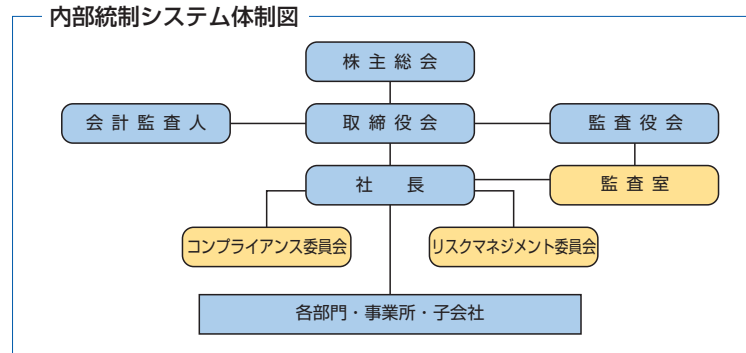 内部統制システム体制図
株主総会
会計監査人
取締役会
監査役会
社長
監査室
コンプライアンス委員会
リスクマネジメント委員会
各部門・事業所・子会社